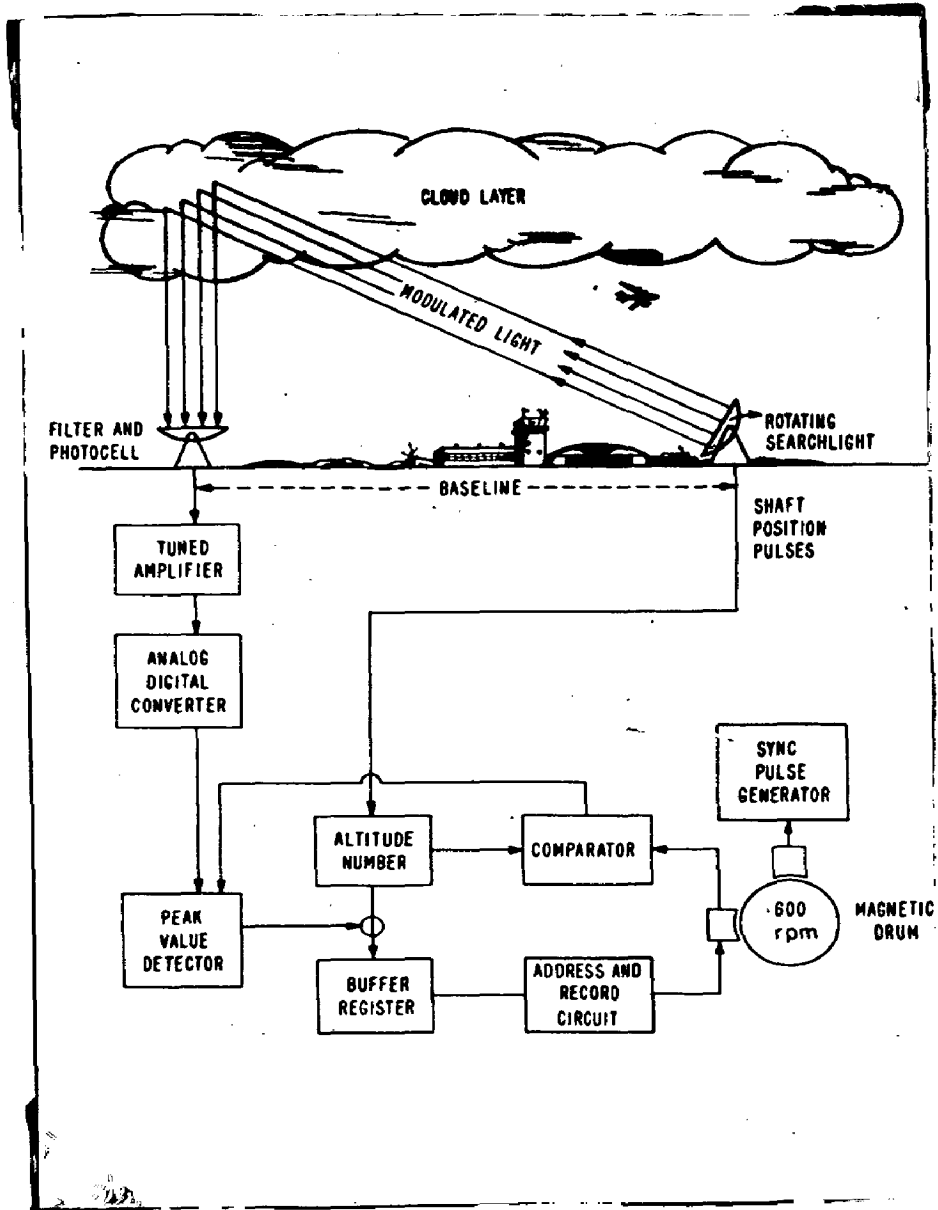 CLOUD LAYER
MODULATED LIGHT
FILTER AND
PHOTOCELL
ROTATING
SEARCHLIGHT
BASELINE
SHAFT
POSITION
PULSES
TUNED
AMPLIFIER
ANALOG
DIGITAL
CONVERTER
SYNC
PULSE
GENERATOR
ALTITUDE
NUMBER
COMPARATOR
PEAK
VALUE
DETECTOR
600
rpm
MAGNETIC
DRUM
BUFFER
REGISTER
ADDRESS AND
RECORD
CIRCUIT